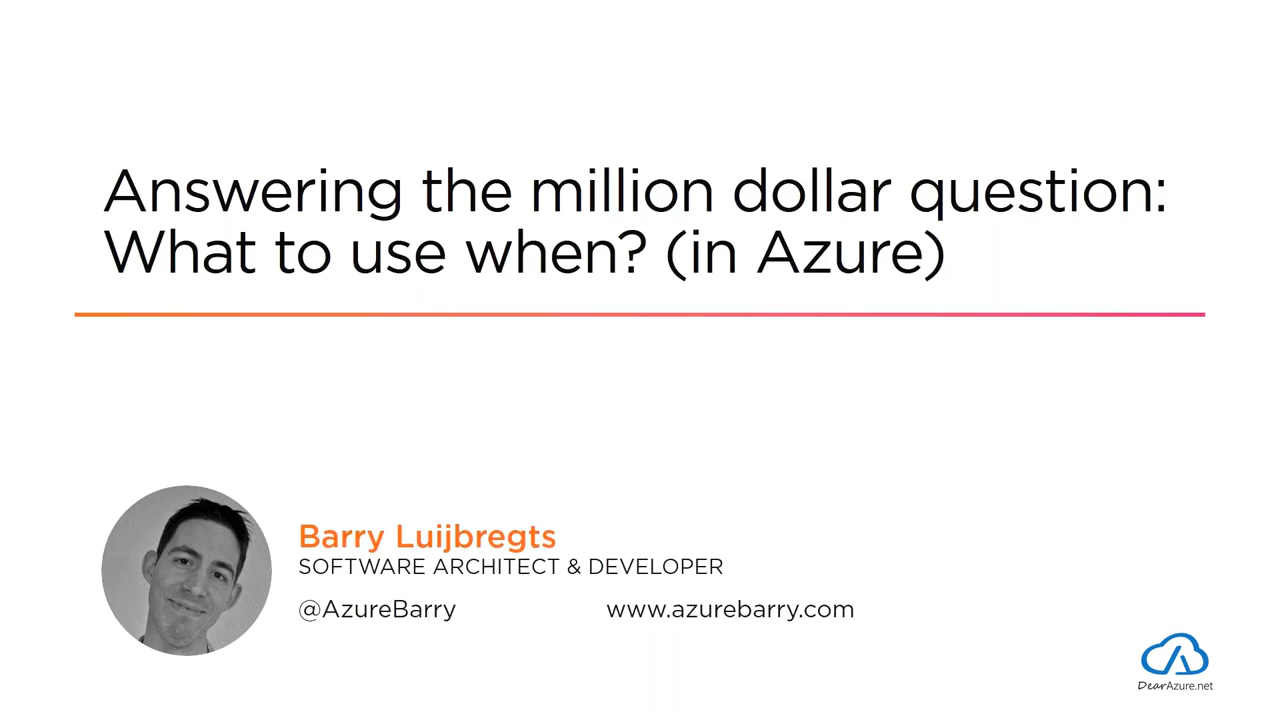 Answering the million dollar question:
What to use when? (in Azure)
Barry Luijbregts
SOFTWARE ARCHITECT & DEVELOPER
@AzureBarry www.azurebarry.com
DearAzure.net